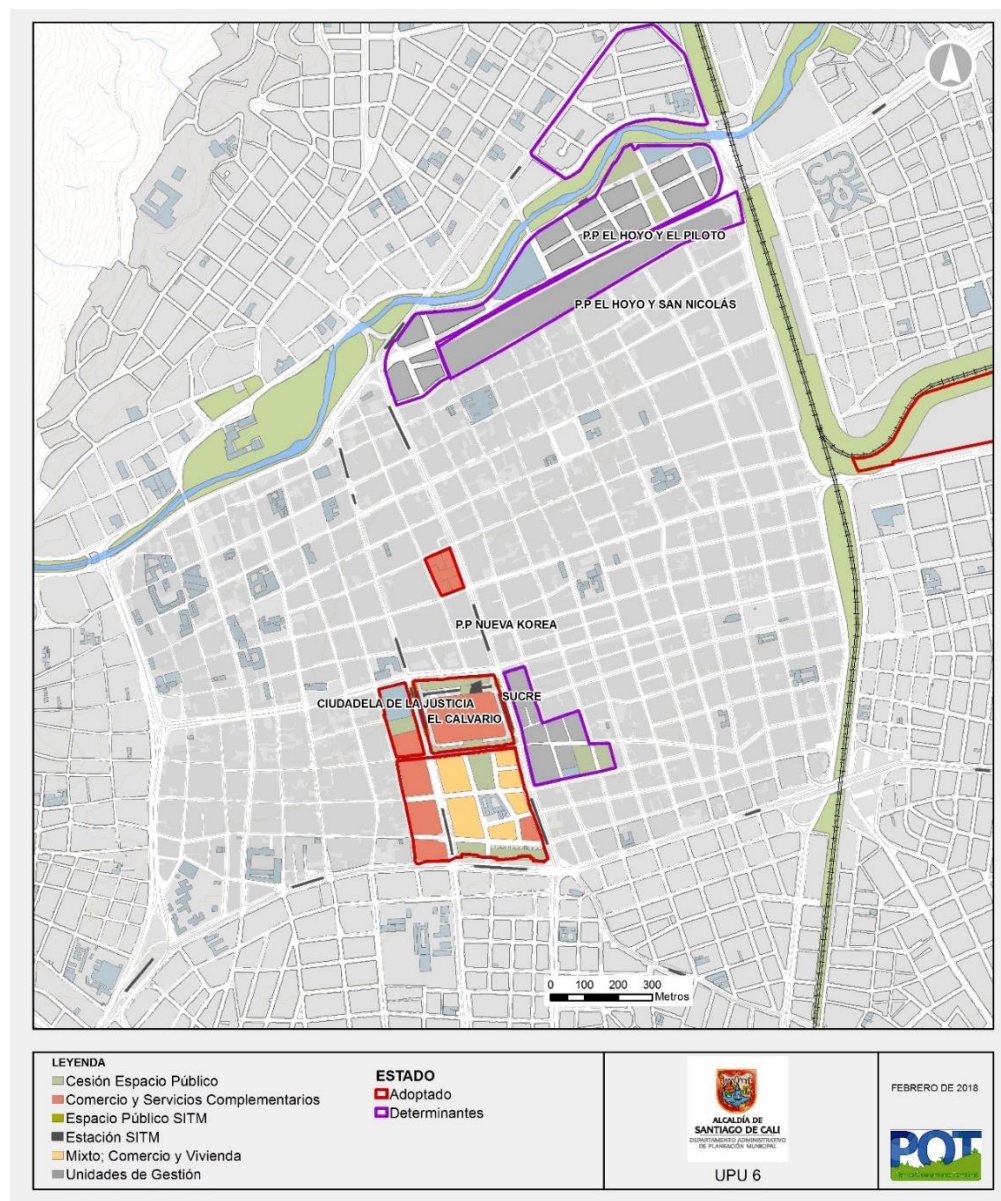 P.P EL HOYO Y EL PILOTO
P.P EL HOYO Y SAN NICOLÁS
P.P NUEVA KOREA
SUCRE
CIUDADELA DE LA JUSTICIA
EL CALVARIO
0 100 200 300
Metros
LEYENDA
Cesión Espacio Público
Comercio y Servicios Complementarios
Espacio Público SITM
Estación SITM
Mixto; Comercio y Vivienda
Unidades de Gestión
ESTADO
Adoptado
Determinantes
ALCALDÍA DE
SANTIAGO DE CALI
DEPARTAMENTO ADMINISTRATIVO
DE PLANEACIÓN MUNICIPAL
UPU 6
FEBRERO DE 2018
POT